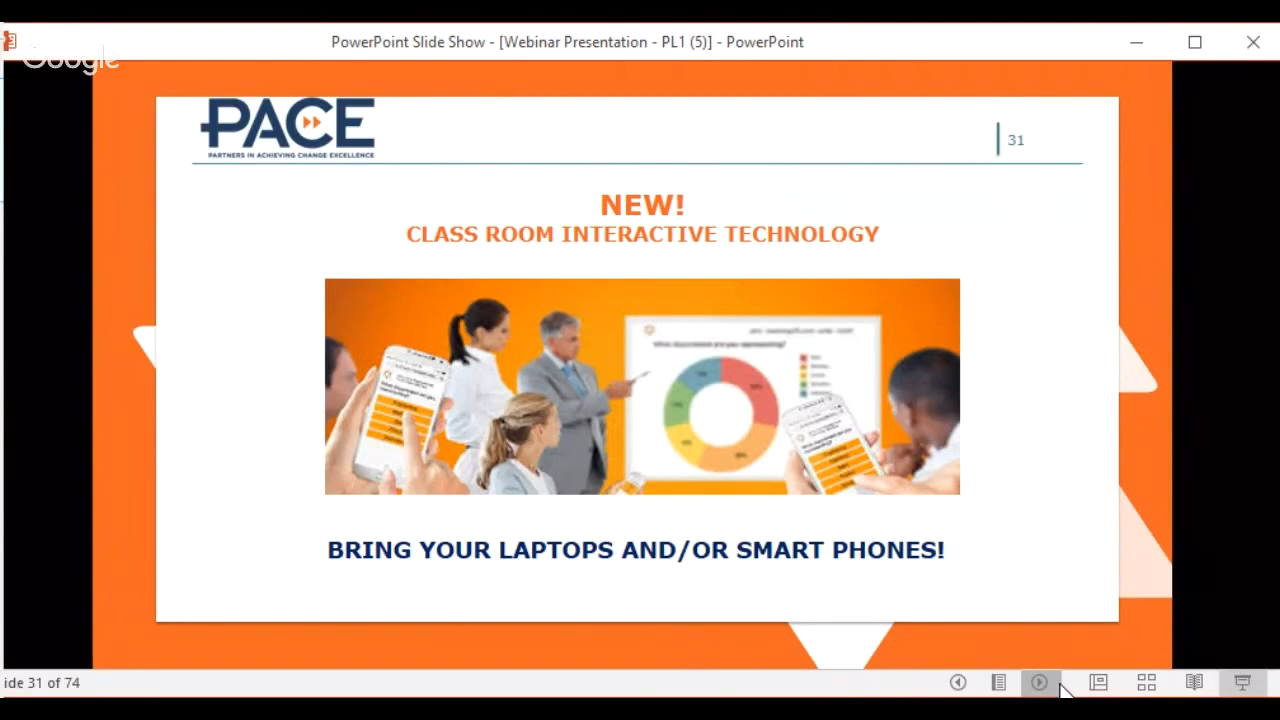 PowerPoint Slide Show - [Webinar Presentation - PL1 (5)] - PowerPoint
Google
PACE
PARTNERS IN ACHIEVING CHANGE EXCELLENCE
31
NEW!
CLASS ROOM INTERACTIVE TECHNOLOGY
BRING YOUR LAPTOPS AND/OR SMART PHONES!
ide 31 of 74